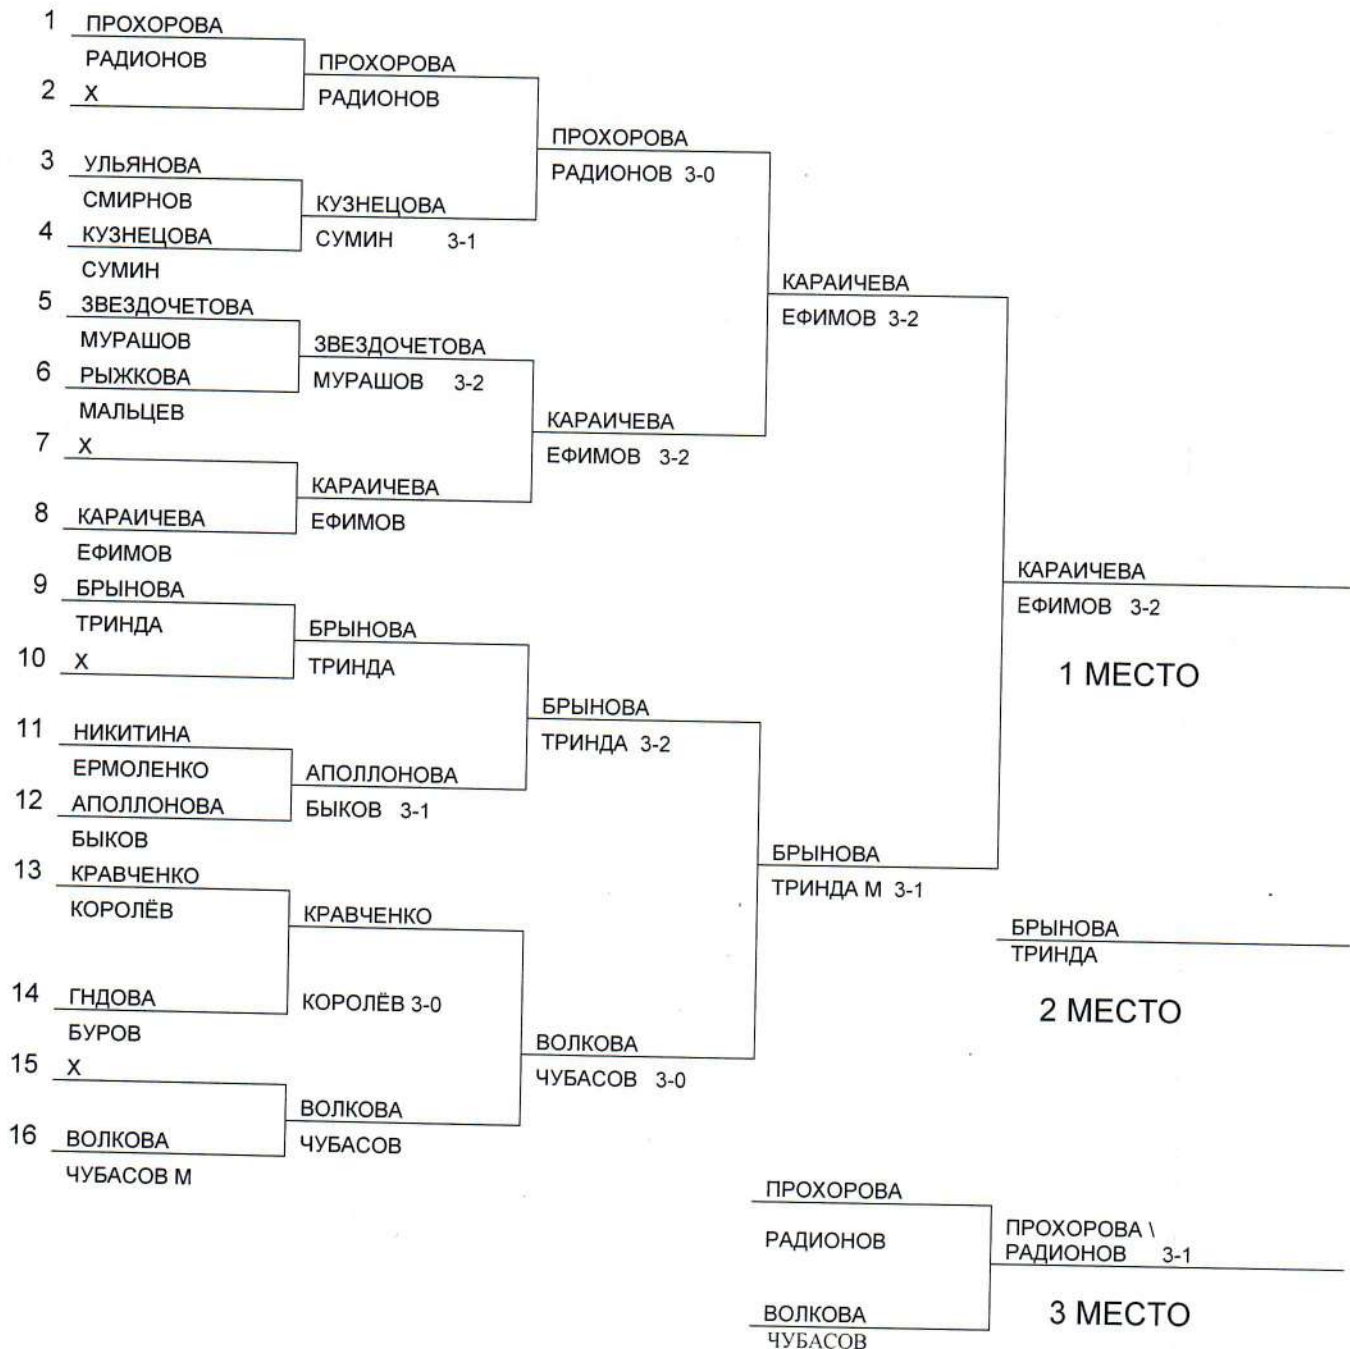 1 ПРОХОРОВА
РАДИОНОВ
2 Х
3 УЛЬЯНОВА
СМИРНОВ
4 КУЗНЕЦОВА
СУМИН
5 ЗВЕЗДОЧЕТОВА
МУРАШОВ
6 РЫЖКОВА
МАЛЬЦЕВ
7 Х
8 КАРАИЧЕВА
ЕФИМОВ
9 БРЫНОВА
ТРИНДА
10 Х
11 НИКИТИНА
ЕРМОЛЕНКО
12 АПОЛЛОНОВА
БЫКОВ
13 КРАВЧЕНКО
КОРОЛЁВ
14 ГНДОВА
БУРОВ
15 Х
16 ВОЛКОВА
ЧУБАСОВ М
ПРОХОРОВА
РАДИОНОВ
КУЗНЕЦОВА
СУМИН 3-1
ЗВЕЗДОЧЕТОВА
МУРАШОВ 3-2
КАРАИЧЕВА
ЕФИМОВ
БРЫНОВА
ТРИНДА
АПОЛЛОНОВА
БЫКОВ 3-1
КРАВЧЕНКО
КОРОЛЁВ 3-0
ВОЛКОВА
ЧУБАСОВ
ПРОХОРОВА
РАДИОНОВ 3-0
КАРАИЧЕВА
ЕФИМОВ 3-2
БРЫНОВА
ТРИНДА 3-2
ВОЛКОВА
ЧУБАСОВ 3-0
КАРАИЧЕВА
ЕФИМОВ 3-2
БРЫНОВА
ТРИНДА М 3-1
КАРАИЧЕВА
ЕФИМОВ 3-2
1 МЕСТО
БРЫНОВА
ТРИНДА
2 МЕСТО
ПРОХОРОВА
РАДИОНОВ
ВОЛКОВА
ЧУБАСОВ
ПРОХОРОВА \
РАДИОНОВ 3-1
3 МЕСТО